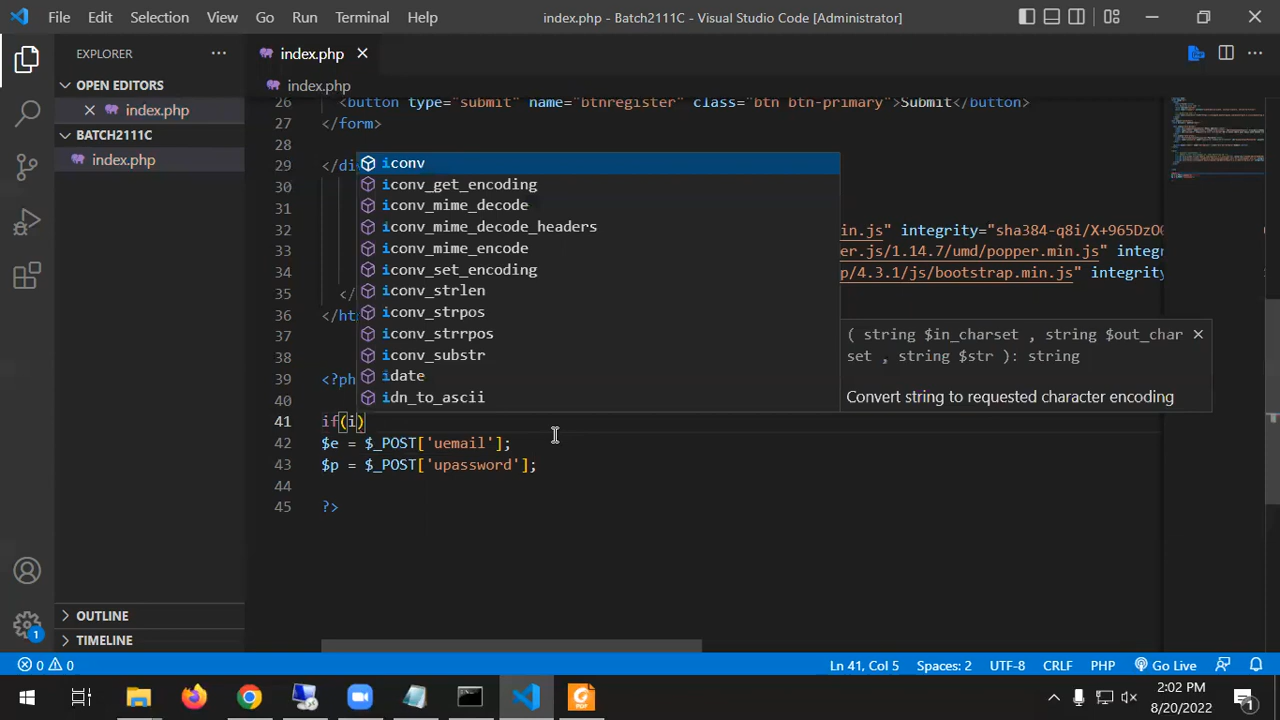 File Edit Selection View Go Run Terminal Help index.php - Batch2111C - Visual Studio Code [Administrator]
EXPLORER ···
index.php
OPEN EDITORS
index.php
index.php
BATCH2111C
index.php
26 <button type="submit" name="btnregister" class="btn btn-primary">Submit</button>
27 </form>
28
29 </di
30
31
32 in.js" integrity="sha384-q8i/X+965DzO
33 er.js/1.14.7/umd/popper.min.js" integ
34 p/4.3.1/js/bootstrap.min.js" integrity
35 </
36 </ht
37
38
39 <?ph
40
41 if(i)
42 $e = $_POST['uemail'];
43 $p = $_POST['upassword'];
44
45 ?>
iconv
iconv_get_encoding
iconv_mime_decode
iconv_mime_decode_headers
iconv_mime_encode
iconv_set_encoding
iconv_strlen
iconv_strpos
iconv_strrpos
iconv_substr
idate
idn_to_ascii
( string $in_charset , string $out_char
set , string $str ): string
Convert string to requested character encoding
OUTLINE
TIMELINE
1
0 0 Ln 41, Col 5 Spaces: 2 UTF-8 CRLF PHP Go Live
2:02 PM
8/20/2022
1